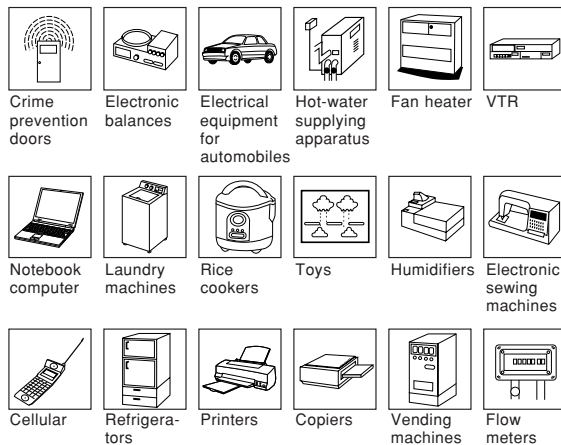 Crime
prevention
doors
Electronic
balances
Electrical
equipment
for
automobiles
Hot-water
supplying
apparatus
Fan heater
VTR
Notebook
computer
Laundry
machines
Rice
cookers
Toys
Humidifiers
Electronic
sewing
machines
Cellular
Refrigera-
tors
Printers
Copiers
Vending
machines
Flow
meters